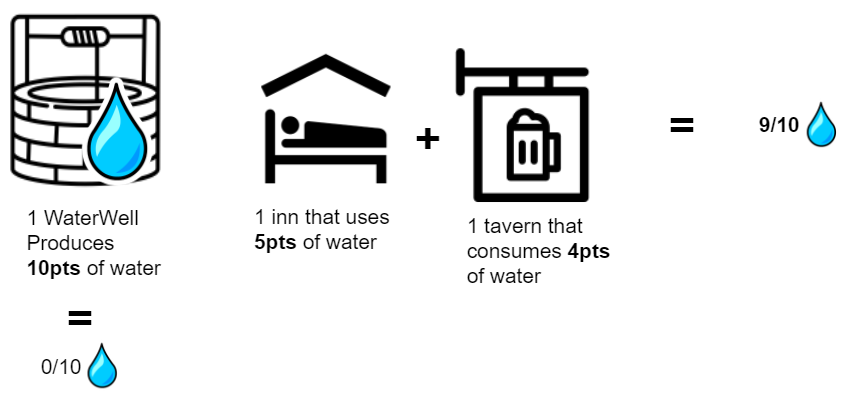 1 WaterWell
Produces
10pts of water
=
0/10
1 inn that uses
5pts of water
+
1 tavern that
consumes 4pts
of water
=
9/10